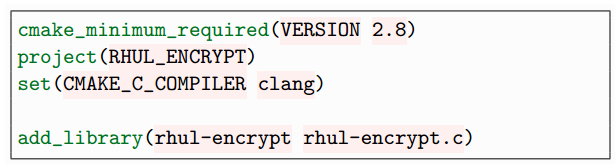 cmake_minimum_required(VERSION 2.8)
project(RHUL_ENCRYPT)
set(CMAKE_C_COMPILER clang)
add_library(rhul-encrypt rhul-encrypt.c)